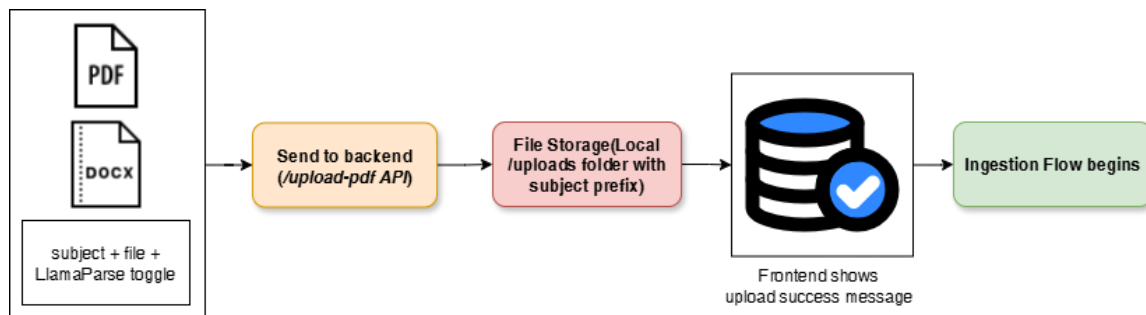 PDF
DOCX
subject + file +
LlamaParse toggle
Send to backend
(/upload-pdf API)
File Storage(Local
/uploads folder with
subject prefix)
Frontend shows
upload success message
Ingestion Flow begins